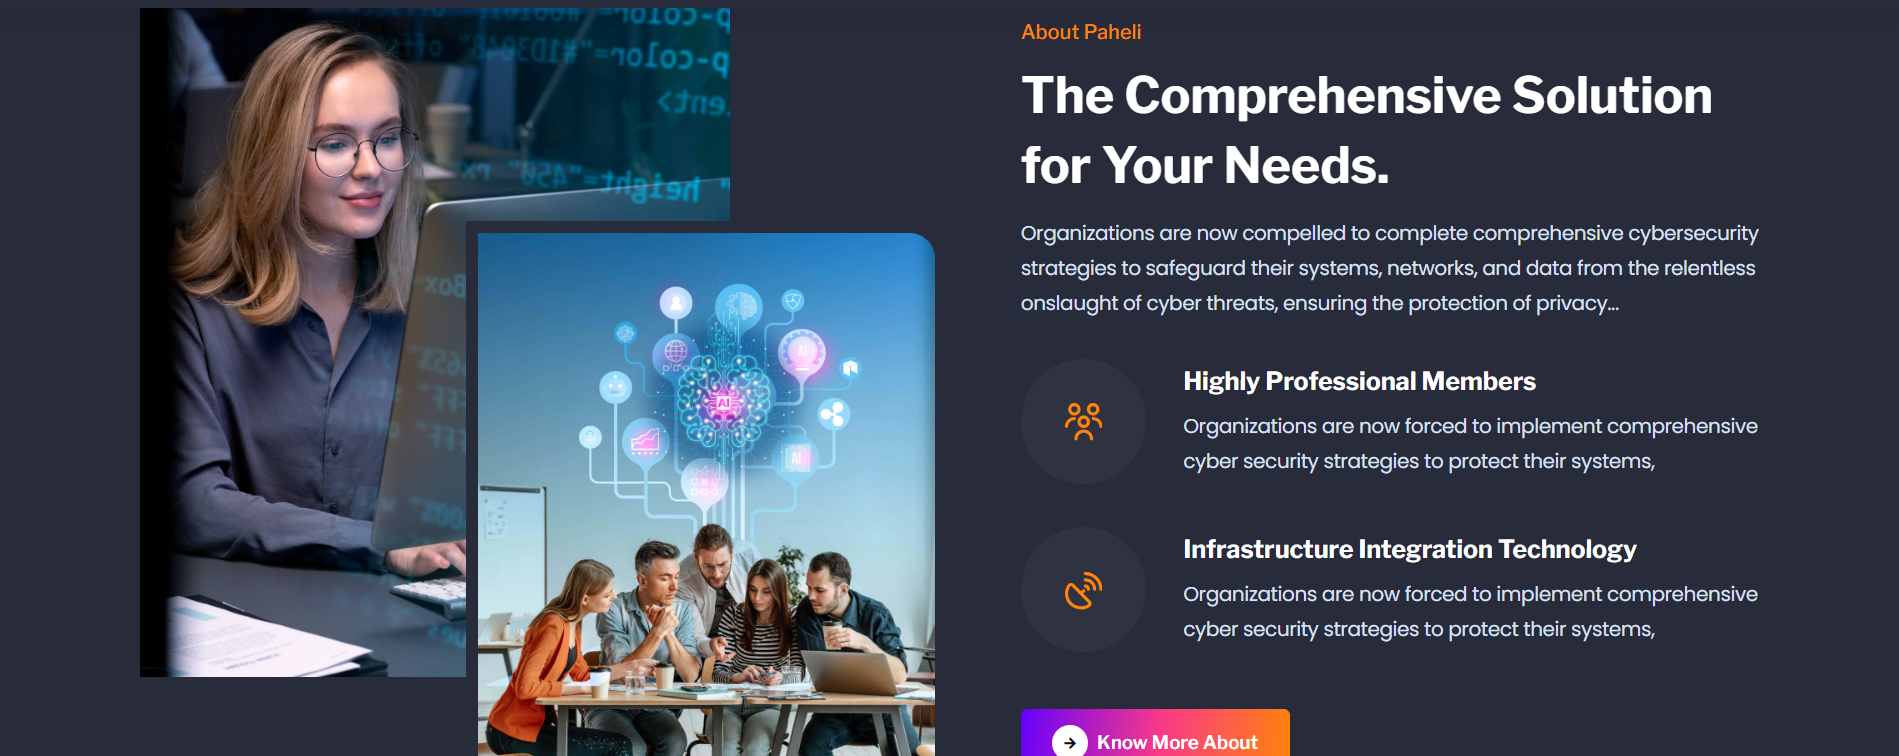 About Paheli
The Comprehensive Solution
for Your Needs.
Organizations are now compelled to complete comprehensive cybersecurity
strategies to safeguard their systems, networks, and data from the relentless
onslaught of cyber threats, ensuring the protection of privacy...
Highly Professional Members
Organizations are now forced to implement comprehensive
cyber security strategies to protect their systems,
Infrastructure Integration Technology
Organizations are now forced to implement comprehensive
cyber security strategies to protect their systems,
Know More About
AI
AI
AI